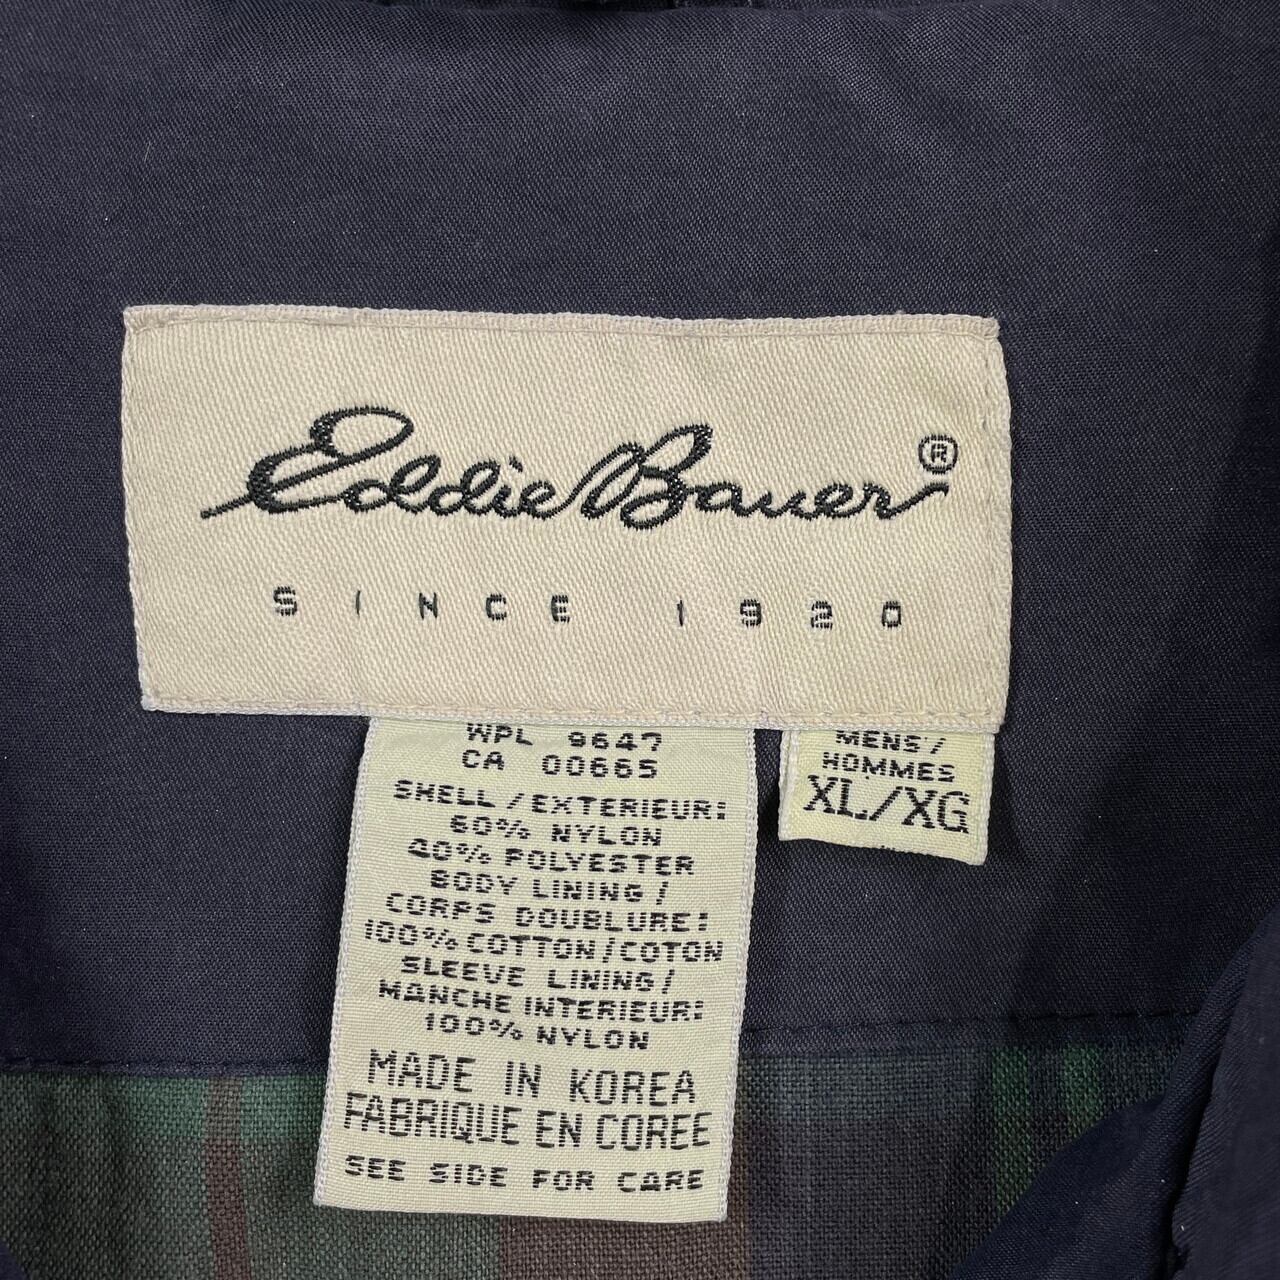 Eddie Bauer®
SINCE 1920
WPL 9647
CA 00665
SHELL/EXTERIEUR:
60% NYLON
40% POLYESTER
BODY LINING/
CORPS DOUBLURE:
100% COTTON/COTON
SLEEVE LINING/
MANCHE INTERIEUR:
100% NYLON
MADE IN KOREA
FABRIQUE EN COREE
SEE SIDE FOR CARE
MENS/
HOMMES
XL/XG